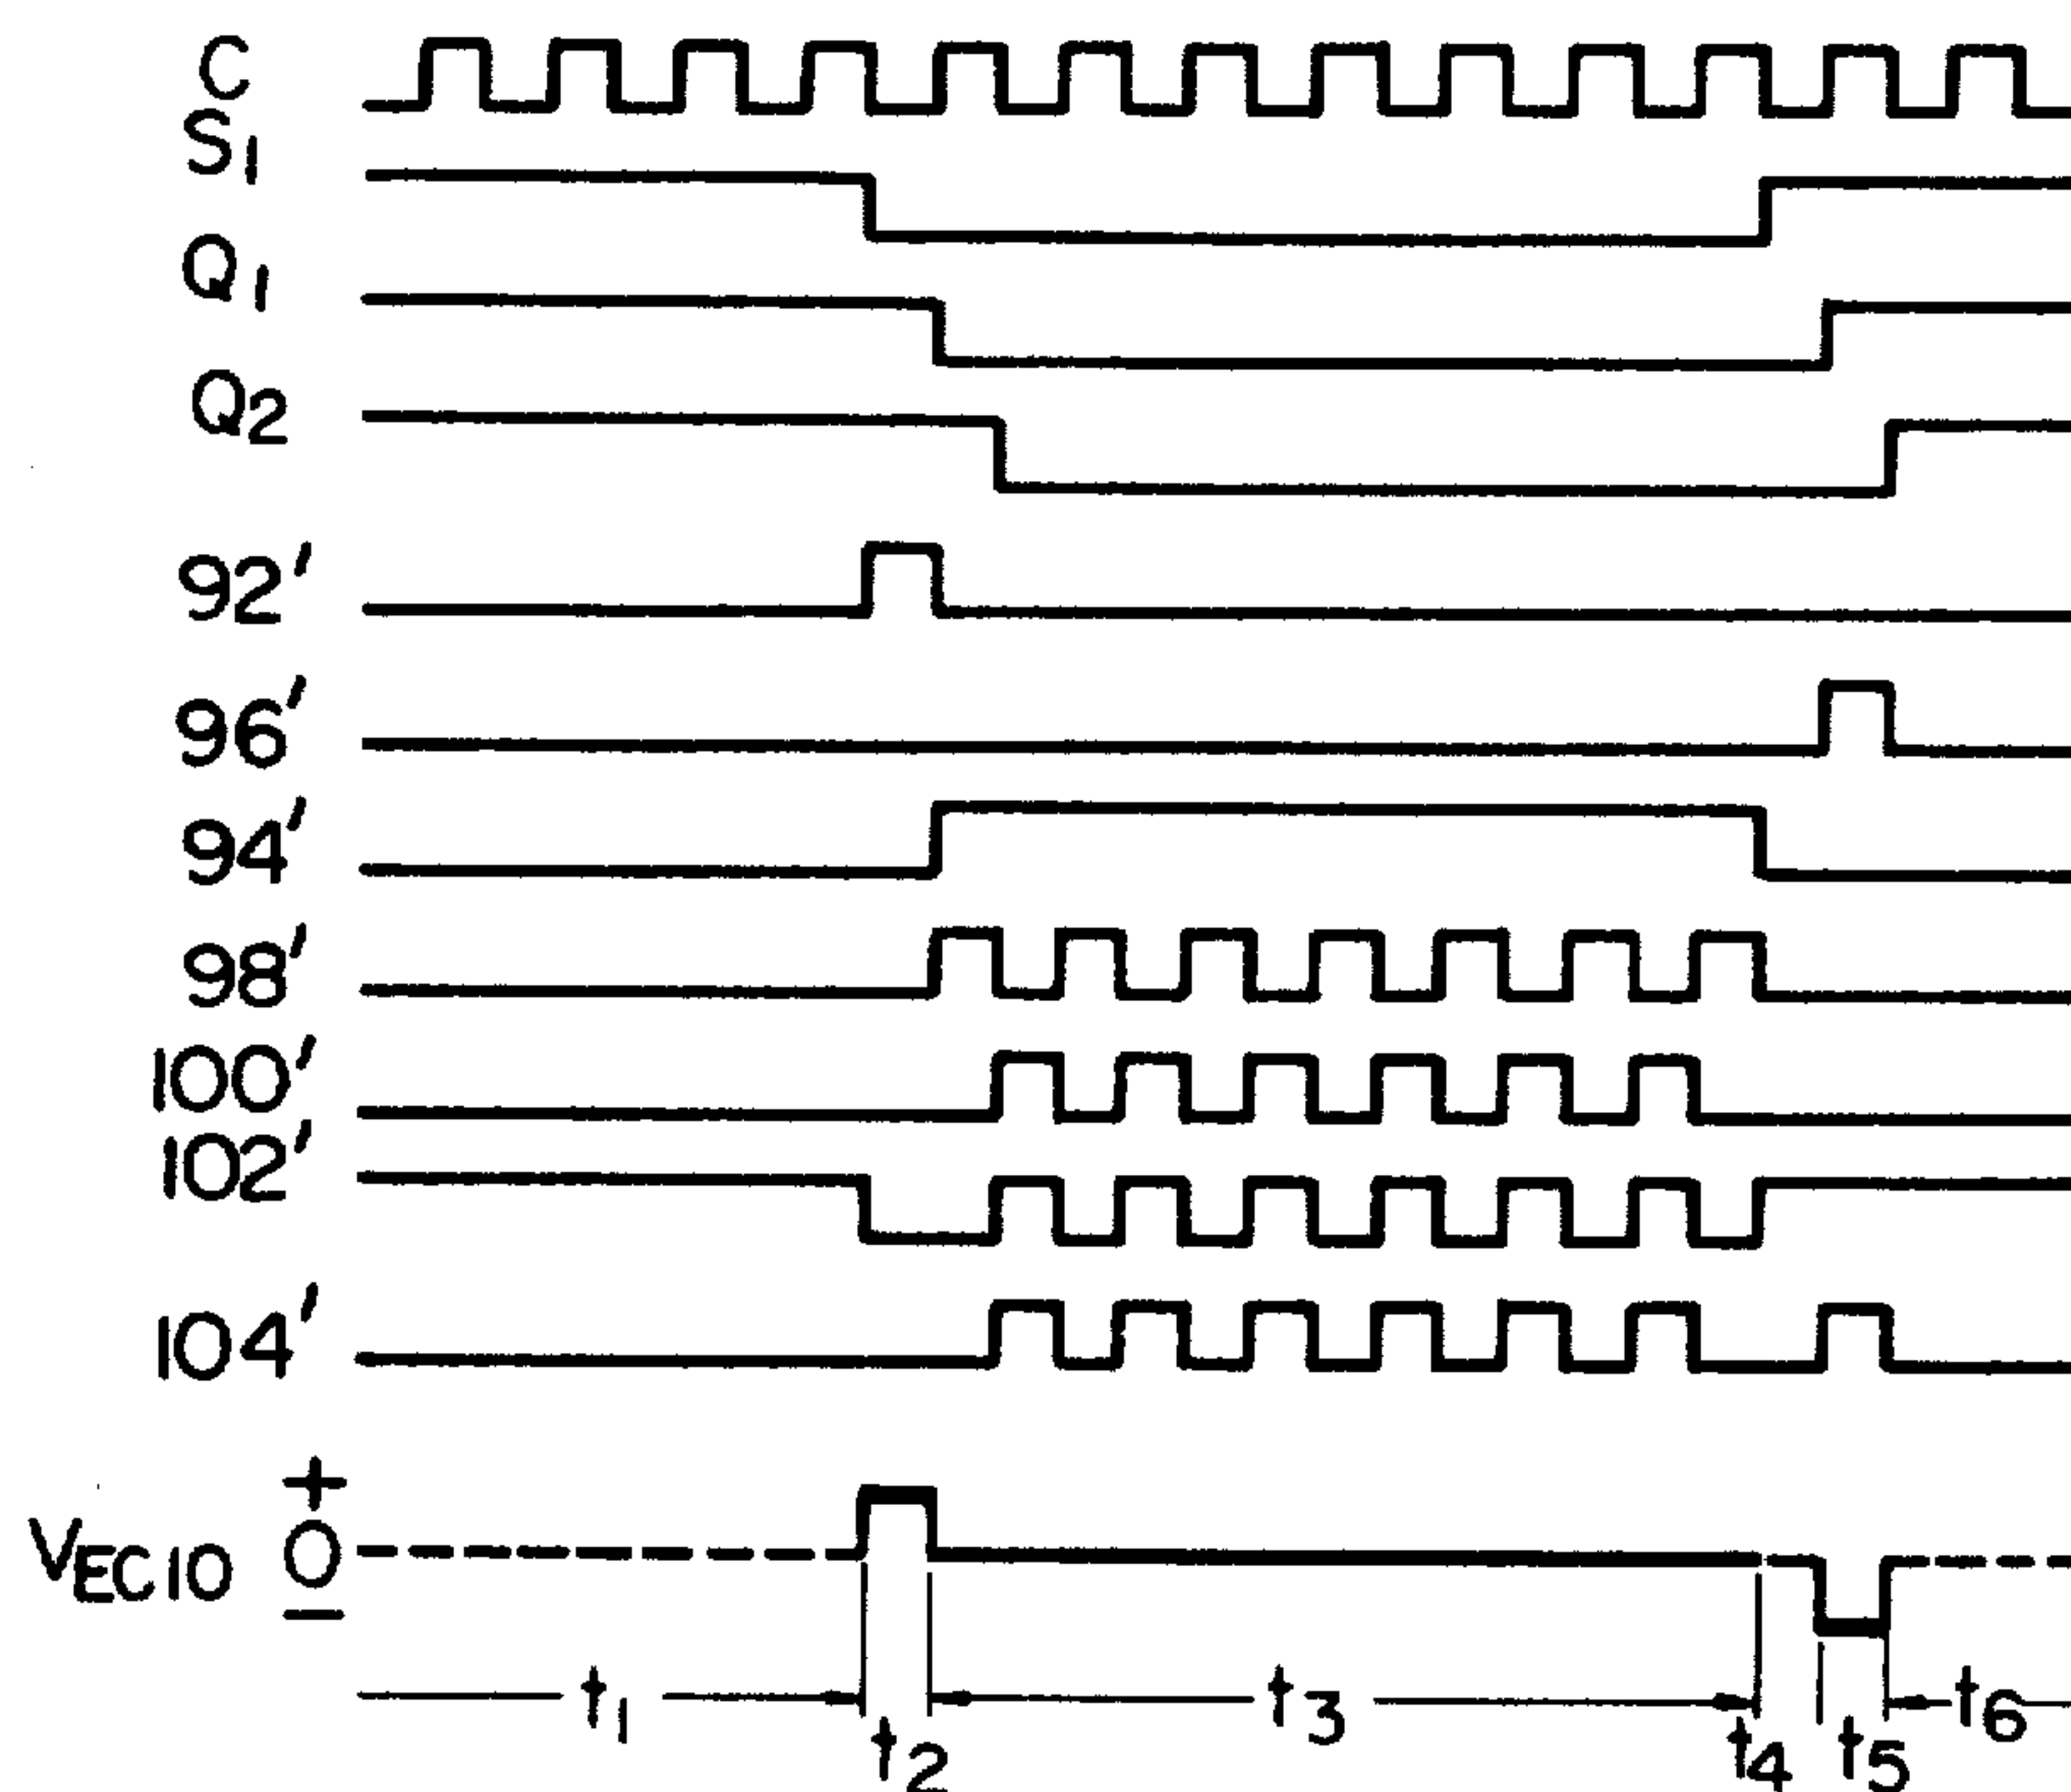 C
S1
Q1
Q2
92'
96'
94'
98'
100'
102'
104'
+
VEC10 0
−
t1 t3 t6
t2 t4 t5